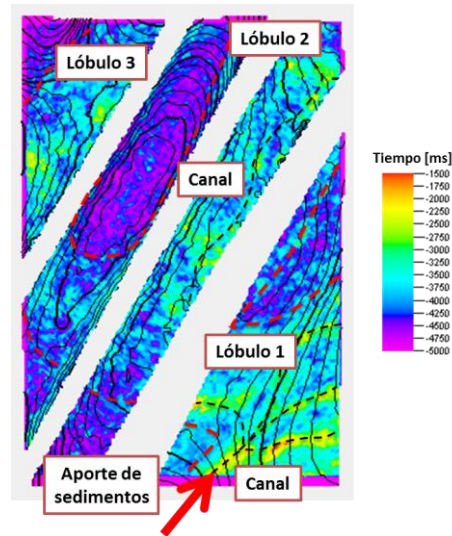 Lóbulo 3
Lóbulo 2
Canal
Lóbulo 1
Aporte de
sedimentos
Canal
Tiempo [ms]
-1500
-1750
-2000
-2250
-2500
-2750
-3000
-3250
-3500
-3750
-4000
-4250
-4500
-4750
-5000